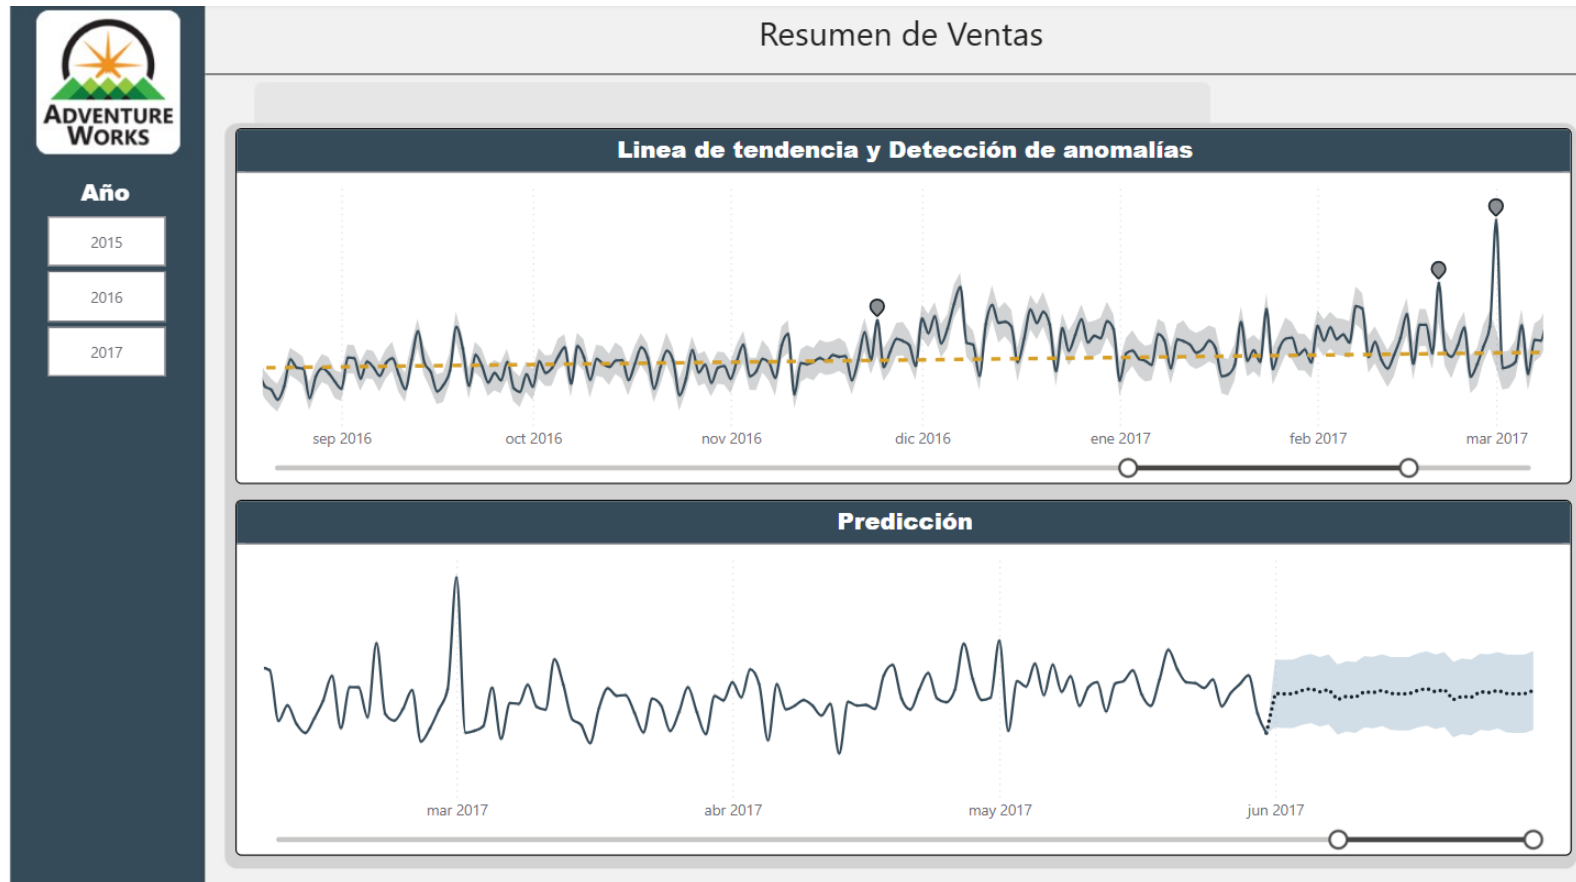 Resumen de Ventas
ADVENTURE
WORKS
Año
2015
2016
2017
Linea de tendencia y Detección de anomalías
sep 2016 oct 2016 nov 2016 dic 2016 ene 2017 feb 2017 mar 2017
Predicción
mar 2017 abr 2017 may 2017 jun 2017